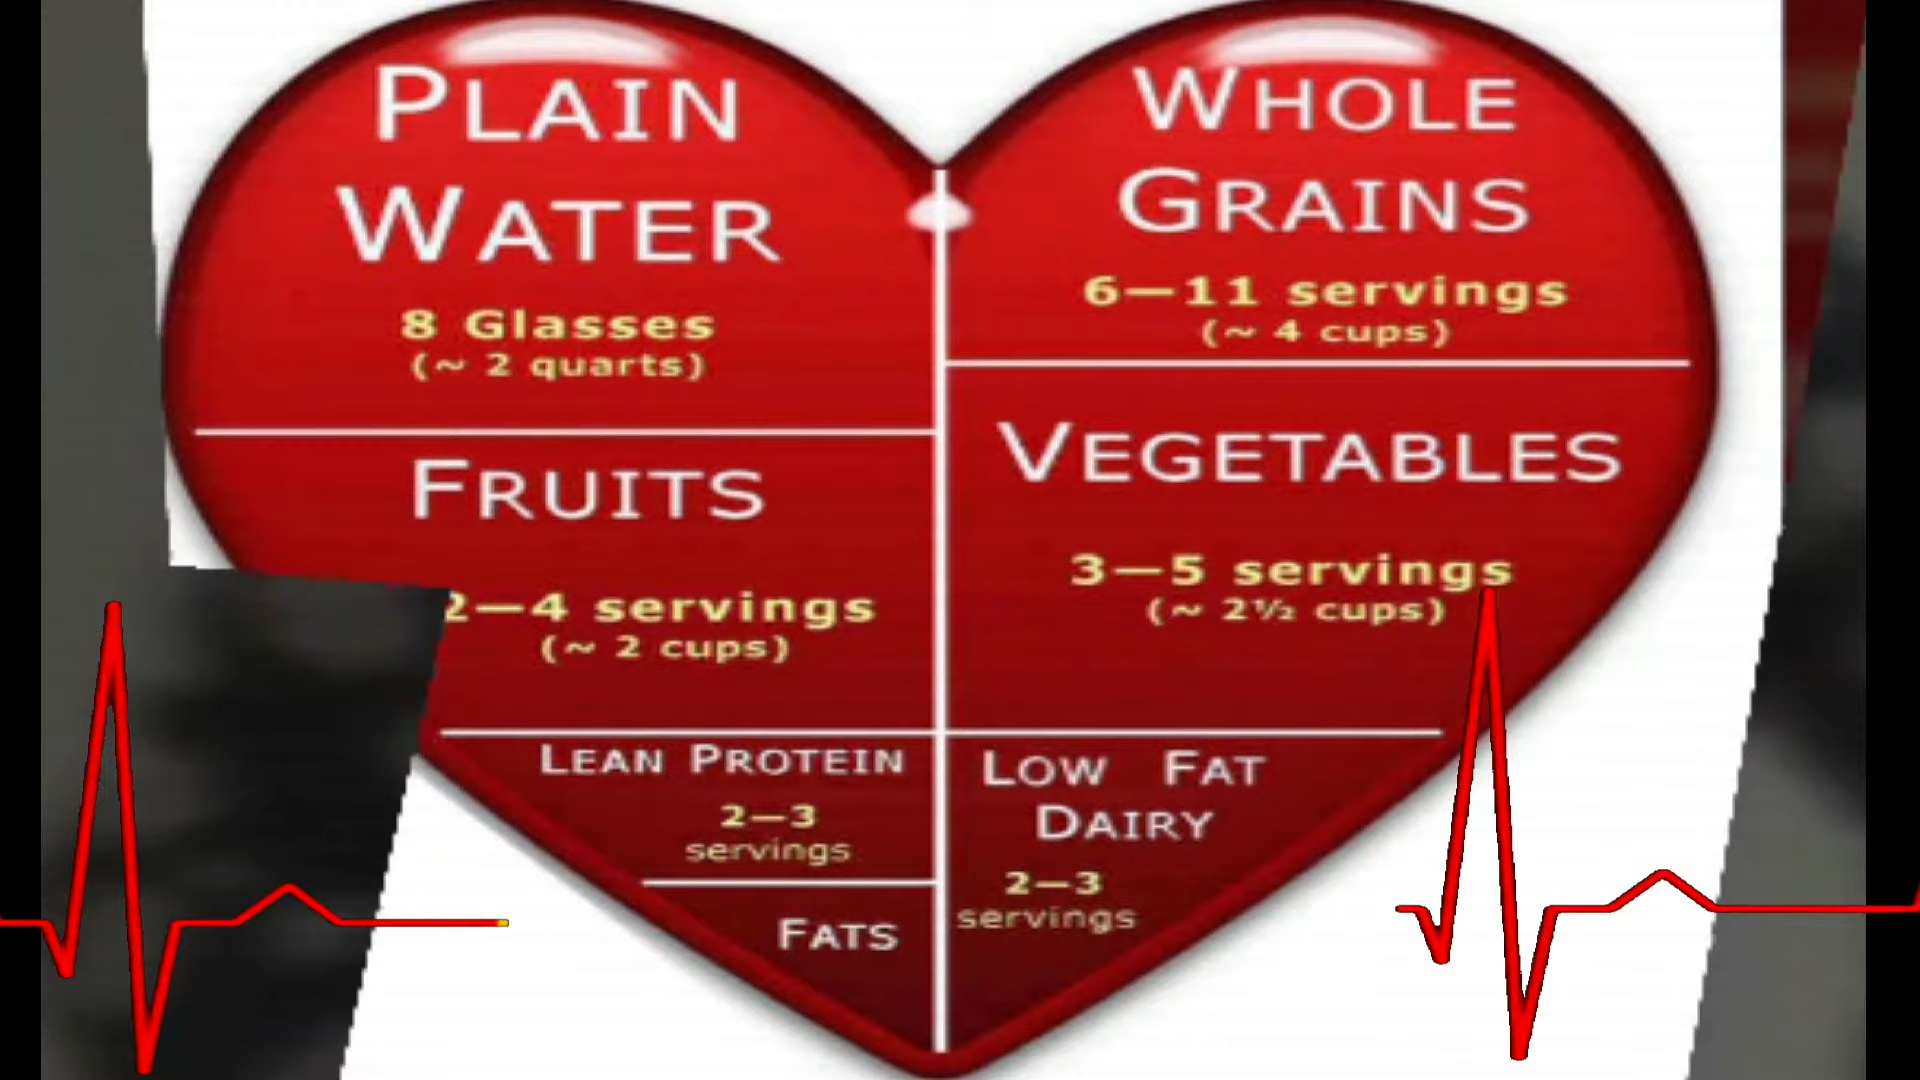 PLAIN
WATER
8 Glasses
(~ 2 quarts)
WHOLE
GRAINS
6—11 servings
(~ 4 cups)
FRUITS
2—4 servings
(~ 2 cups)
VEGETABLES
3—5 servings
(~ 2½ cups)
LEAN PROTEIN
2—3
servings
LOW FAT
DAIRY
2—3
servings
FATS